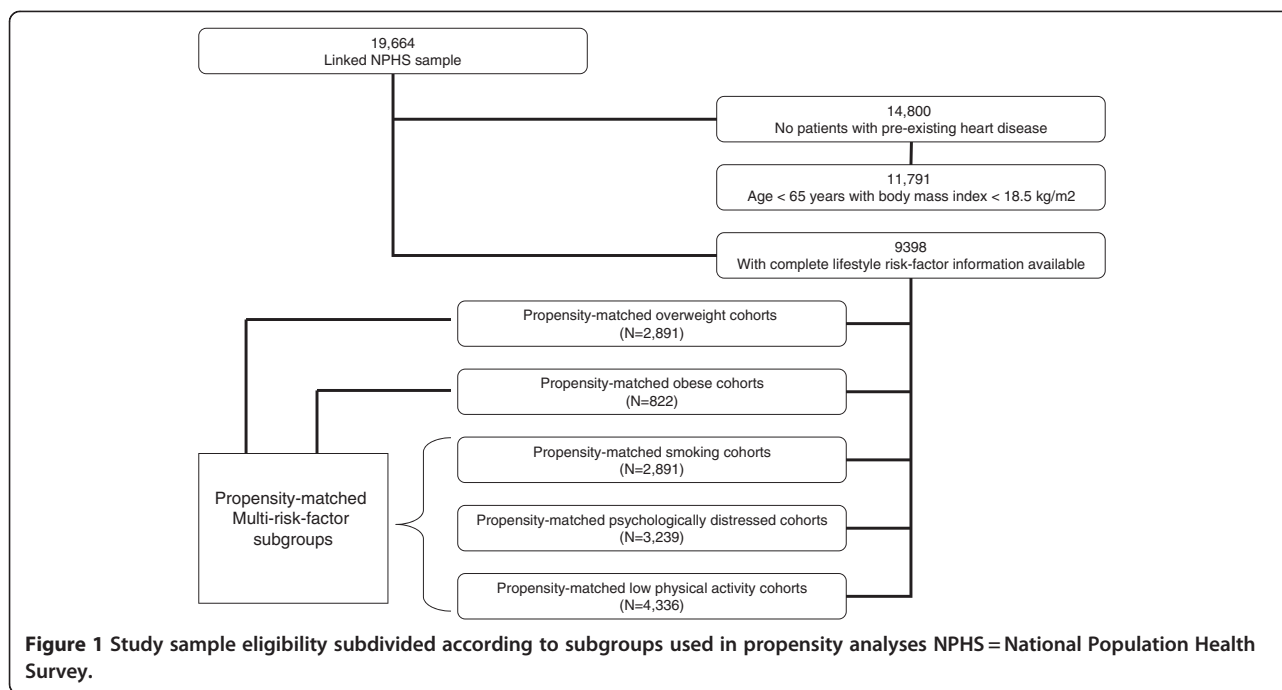 19,664
Linked NPHS sample
14,800
No patients with pre-existing heart disease
11,791
Age < 65 years with body mass index < 18.5 kg/m2
9398
With complete lifestyle risk-factor information available
Propensity-matched overweight cohorts
(N=2,891)
Propensity-matched obese cohorts
(N=822)
Propensity-matched smoking cohorts
(N=2,891)
Propensity-matched psychologically distressed cohorts
(N=3,239)
Propensity-matched low physical activity cohorts
(N=4,336)
Propensity-matched
Multi-risk-factor
subgroups
Figure 1 Study sample eligibility subdivided according to subgroups used in propensity analyses NPHS = National Population Health
Survey.